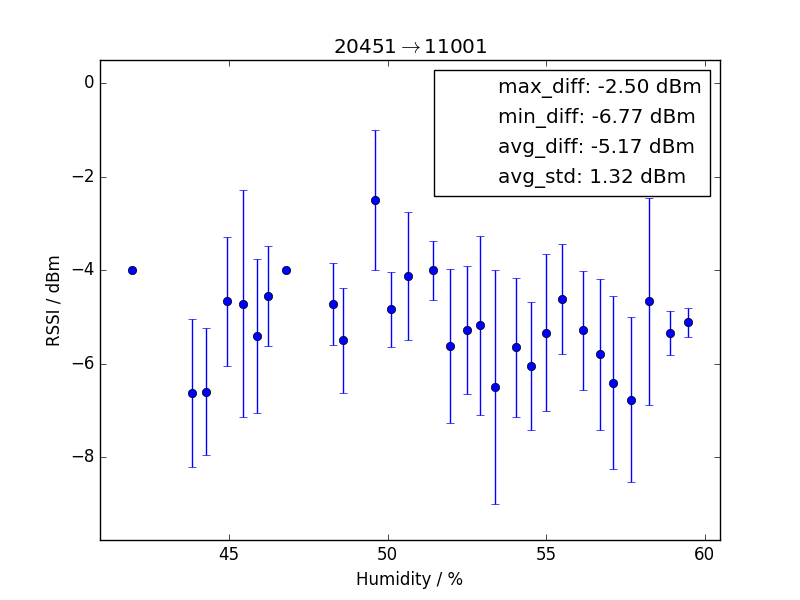 20451→11001
max_diff: -2.50 dBm
min_diff: -6.77 dBm
avg_diff: -5.17 dBm
avg_std: 1.32 dBm
RSSI / dBm
0
−2
−4
−6
−8
45 50 55 60
Humidity / %